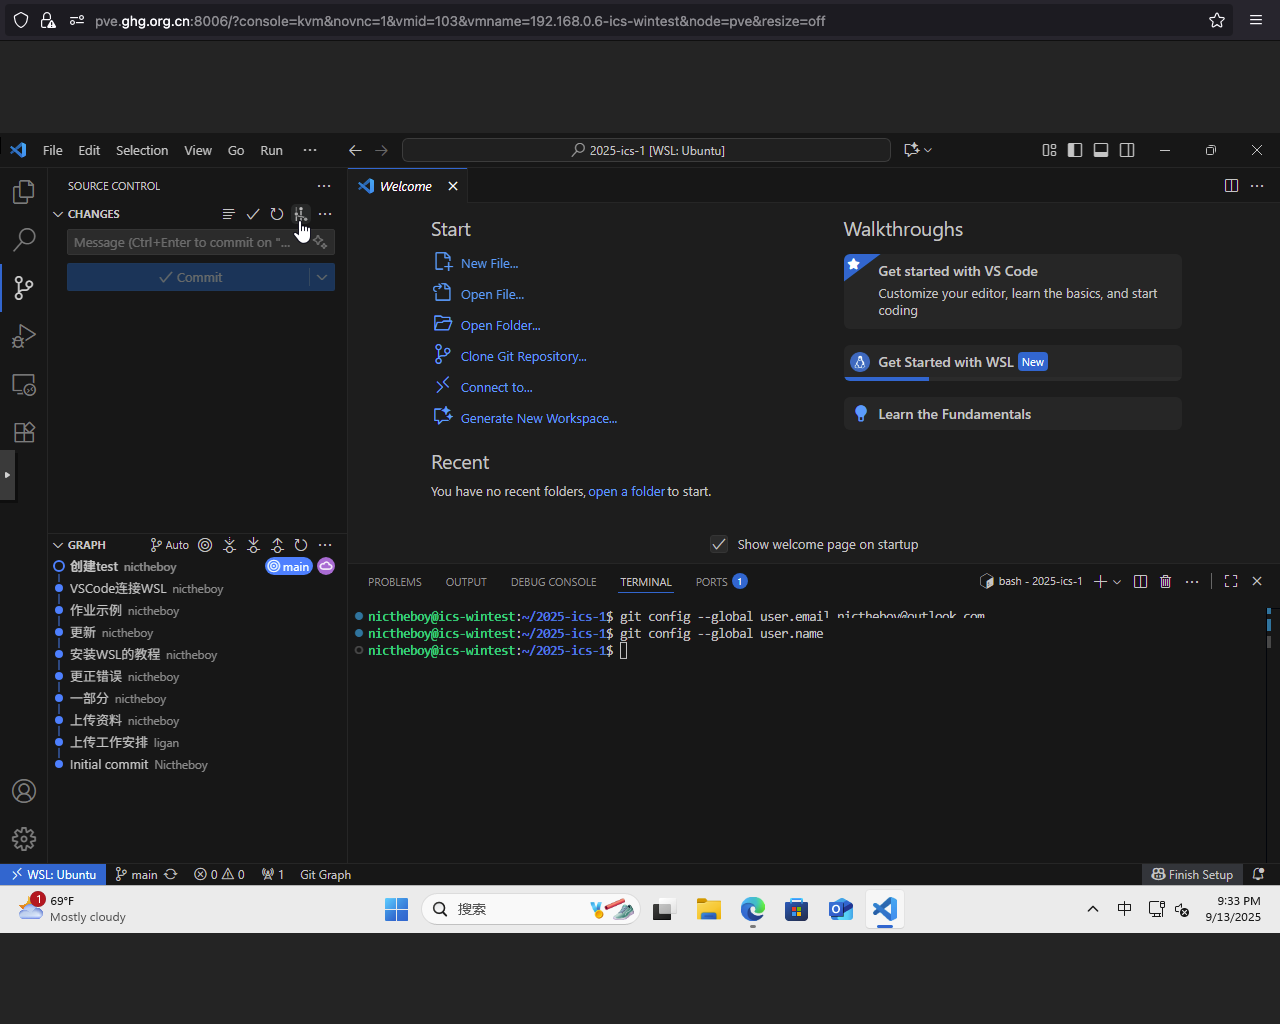 pve.ghg.org.cn:8006/?console=kvm&novnc=1&vmid=103&vmname=192.168.0.6-ics-wintest&node=pve&resize=off
File Edit Selection View Go Run ···
2025-ics-1 [WSL: Ubuntu]
SOURCE CONTROL
CHANGES
Message (Ctrl+Enter to commit on "...
Commit
Welcome
Start
New File...
Open File...
Open Folder...
Clone Git Repository...
Connect to...
Generate New Workspace...
Recent
You have no recent folders, open a folder to start.
Walkthroughs
Get started with VS Code
Customize your editor, learn the basics, and start
coding
Get Started with WSL New
Learn the Fundamentals
Show welcome page on startup
GRAPH
Auto
创建test nictheboy main
VSCode连接WSL nictheboy
作业示例 nictheboy
更新 nictheboy
安装WSL的教程 nictheboy
更正错误 nictheboy
一部分 nictheboy
上传资料 nictheboy
上传工作安排 ligan
Initial commit Nictheboy
PROBLEMS OUTPUT DEBUG CONSOLE TERMINAL PORTS 1
bash - 2025-ics-1
nictheboy@ics-wintest:~/2025-ics-1$ git config --global user.email nictheboy@outlook.com
nictheboy@ics-wintest:~/2025-ics-1$ git config --global user.name
nictheboy@ics-wintest:~/2025-ics-1$
WSL: Ubuntu main 0 0 1 Git Graph
Finish Setup
1
69°F
Mostly cloudy
搜索
中
9:33 PM
9/13/2025